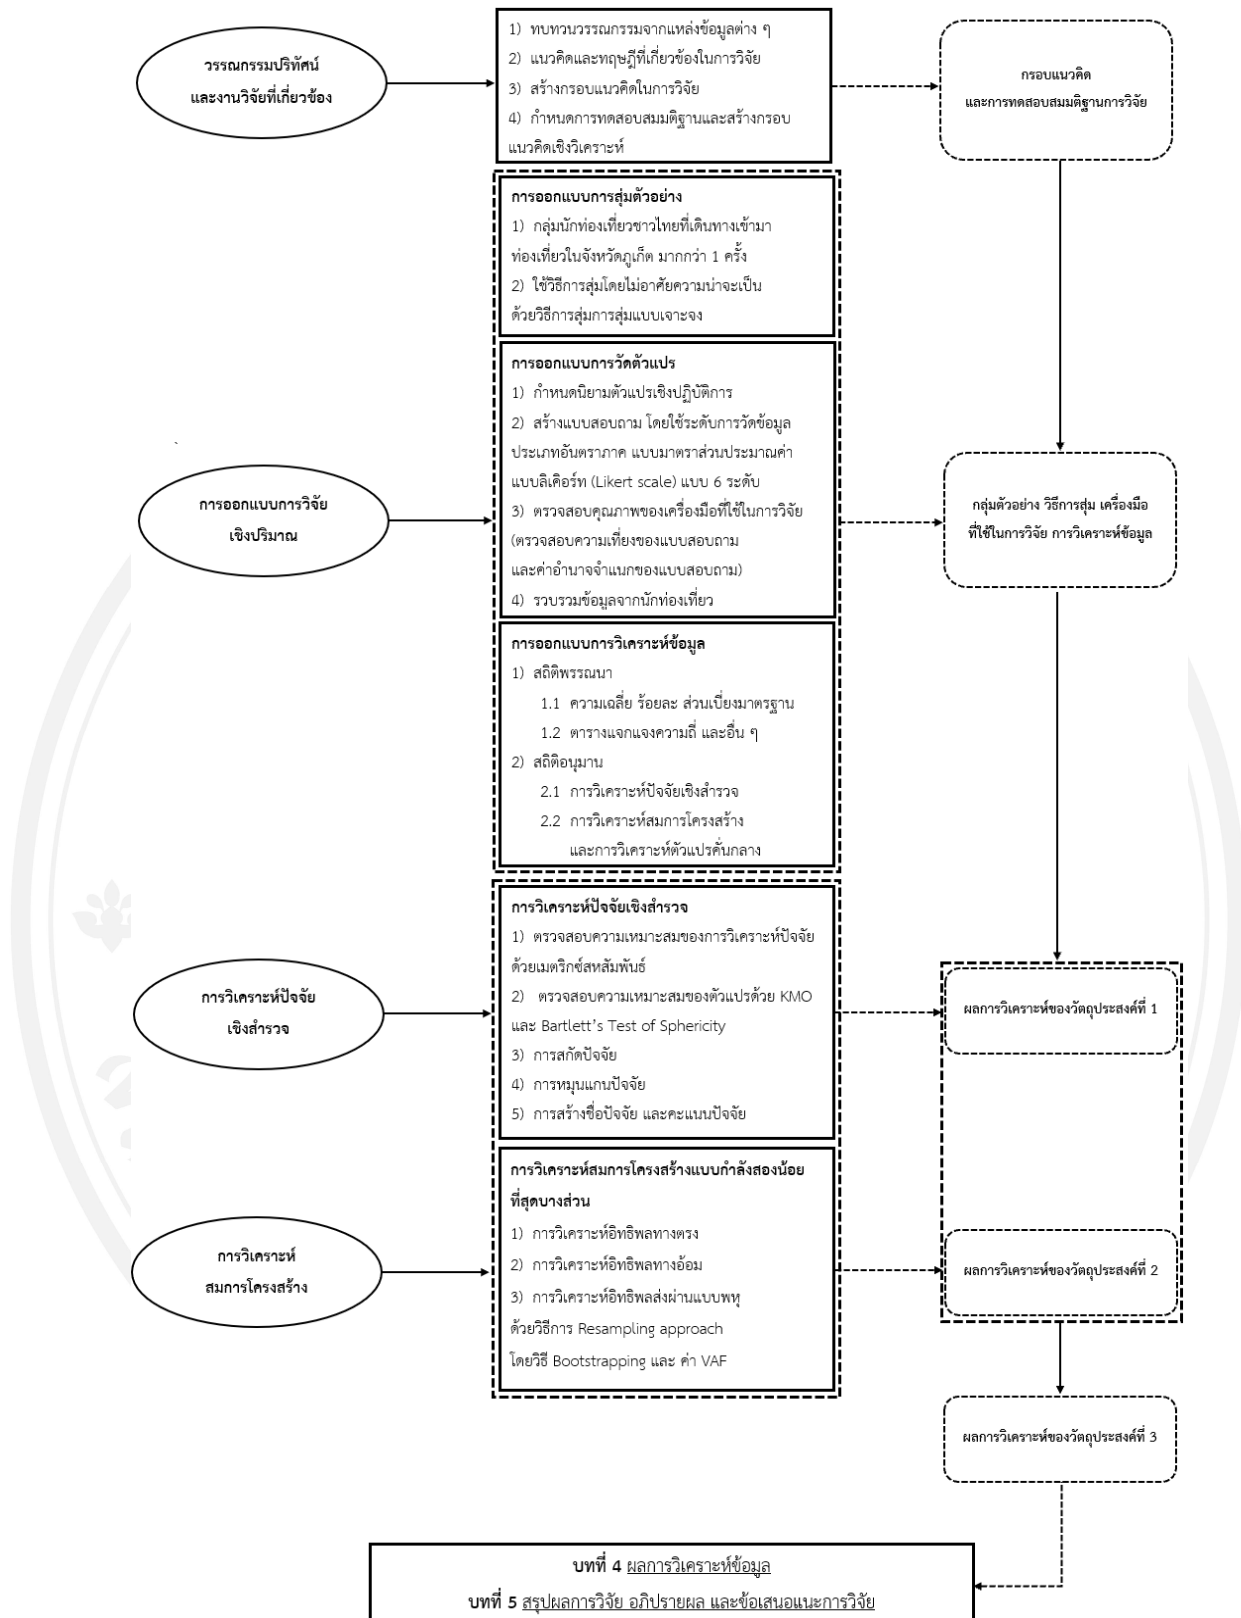 วรรณกรรมปริทัศน์
และงานวิจัยที่เกี่ยวข้อง
1) ทบทวนวรรณกรรมจากแหล่งข้อมูลต่าง ๆ
2) แนวคิดและทฤษฎีที่เกี่ยวข้องในการวิจัย
3) สร้างกรอบแนวคิดในการวิจัย
4) กำหนดการทดสอบสมมติฐานและสร้างกรอบ
แนวคิดเชิงวิเคราะห์
กรอบแนวคิด
และการทดสอบสมมติฐานการวิจัย
การออกแบบการวิจัย
เชิงปริมาณ
การออกแบบการสุ่มตัวอย่าง
1) กลุ่มนักท่องเที่ยวชาวไทยที่เดินทางเข้ามา
ท่องเที่ยวในจังหวัดภูเก็ต มากกว่า 1 ครั้ง
2) ใช้วิธีการสุ่มโดยไม่อาศัยความน่าจะเป็น
ด้วยวิธีการสุ่มการสุ่มแบบเจาะจง
การออกแบบการวัดตัวแปร
1) กำหนดนิยามตัวแปรเชิงปฏิบัติการ
2) สร้างแบบสอบถาม โดยใช้ระดับการวัดข้อมูล
ประเภทอันตราภาค แบบมาตราส่วนประมาณค่า
แบบลิเคิอร์ท (Likert scale) แบบ 6 ระดับ
3) ตรวจสอบคุณภาพของเครื่องมือที่ใช้ในการวิจัย
(ตรวจสอบความเที่ยงของแบบสอบถาม
และค่าอำนาจจำแนกของแบบสอบถาม)
4) รวบรวมข้อมูลจากนักท่องเที่ยว
การออกแบบการวิเคราะห์ข้อมูล
1) สถิติพรรณนา
1.1 ความเฉลี่ย ร้อยละ ส่วนเบี่ยงมาตรฐาน
1.2 ตารางแจกแจงความถี่ และอื่น ๆ
2) สถิติอนุมาน
2.1 การวิเคราะห์ปัจจัยเชิงสำรวจ
2.2 การวิเคราะห์สมการโครงสร้าง
และการวิเคราะห์ตัวแปรคั่นกลาง
กลุ่มตัวอย่าง วิธีการสุ่ม เครื่องมือ
ที่ใช้ในการวิจัย การวิเคราะห์ข้อมูล
การวิเคราะห์ปัจจัย
เชิงสำรวจ
การวิเคราะห์ปัจจัยเชิงสำรวจ
1) ตรวจสอบความเหมาะสมของการวิเคราะห์ปัจจัย
ด้วยเมตริกซ์สหสัมพันธ์
2) ตรวจสอบความเหมาะสมของตัวแปรด้วย KMO
และ Bartlett's Test of Sphericity
3) การสกัดปัจจัย
4) การหมุนแกนปัจจัย
5) การสร้างชื่อปัจจัย และคะแนนปัจจัย
ผลการวิเคราะห์ของวัตถุประสงค์ที่ 1
การวิเคราะห์
สมการโครงสร้าง
การวิเคราะห์สมการโครงสร้างแบบกำลังสองน้อย
ที่สุดบางส่วน
1) การวิเคราะห์อิทธิพลทางตรง
2) การวิเคราะห์อิทธิพลทางอ้อม
3) การวิเคราะห์อิทธิพลส่งผ่านแบบพหุ
ด้วยวิธีการ Resampling approach
โดยวิธี Bootstrapping และ ค่า VAF
ผลการวิเคราะห์ของวัตถุประสงค์ที่ 2
ผลการวิเคราะห์ของวัตถุประสงค์ที่ 3
บทที่ 4 ผลการวิเคราะห์ข้อมูล
บทที่ 5 สรุปผลการวิจัย อภิปรายผล และข้อเสนอแนะการวิจัย